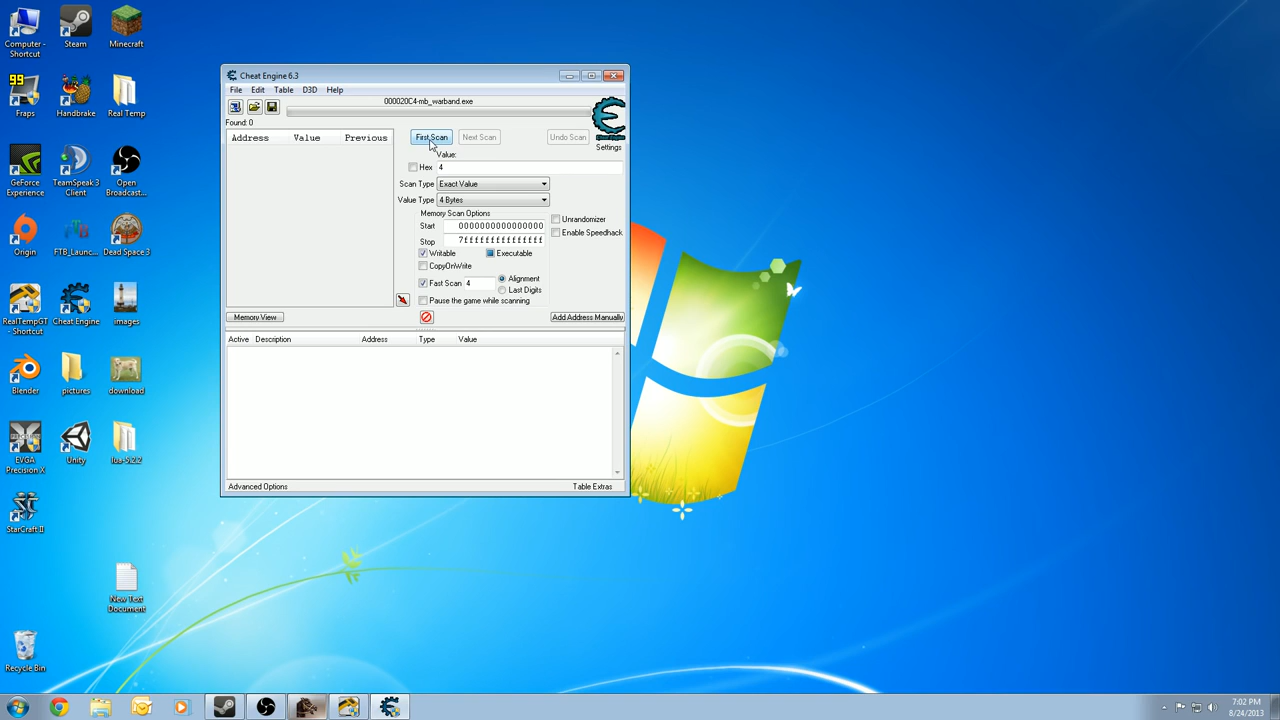 Computer -
Shortcut
Steam
Minecraft
99
Fraps
Handbrake
Real Temp
GeForce
Experience
TeamSpeak 3
Client
Open
Broadcast...
Origin
FTB_Launc...
Dead Space 3
RealTempGT
- Shortcut
Cheat Engine
images
Blender
pictures
download
EVGA
Precision X
Unity
lua-5.2.2
StarCraft II
New Text
Document
Recycle Bin
Cheat Engine 6.3
File Edit Table D3D Help
000020C4-mb_warband.exe
Found: 0
Address Value Previous
First Scan Next Scan Undo Scan
Settings
Value:
Hex 4
Scan Type Exact Value
Value Type 4 Bytes
Memory Scan Options
Start 0000000000000000
Stop 7fffffffffffffff
Unrandomizer
Enable Speedhack
Writable Executable
CopyOnWrite
Fast Scan 4 Alignment
Last Digits
Pause the game while scanning
Memory View Add Address Manually
Active Description Address Type Value
Advanced Options Table Extras
7:02 PM
8/24/2013